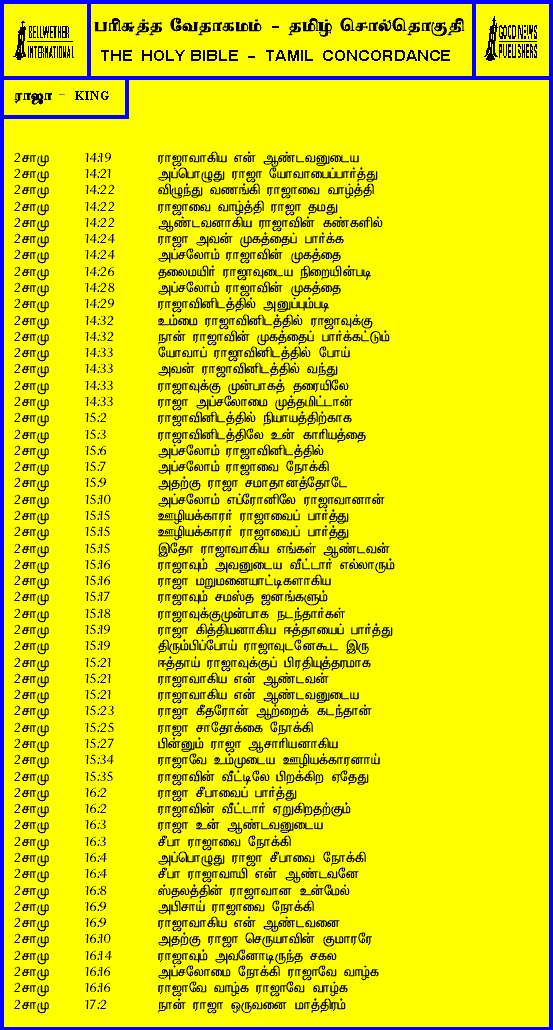 BELLWETHER
INTERNATIONAL
பரிசுத்த வேதாகமம் - தமிழ் சொல்தொகுதி
THE HOLY BIBLE - TAMIL CONCORDANCE
GOOD NEWS
PUBLISHERS
ராஜா - KING
2சாமு 14:19 ராஜாவாகிய என் ஆண்டவனுடைய
2சாமு 14:21 அப்பொழுது ராஜா யோவாபைப்பார்த்து
2சாமு 14:22 விழுந்து வணங்கி ராஜாவை வாழ்த்தி
2சாமு 14:22 ராஜாவை வாழ்த்தி ராஜா தமது
2சாமு 14:22 ஆண்டவனாகிய ராஜாவின் கண்களில்
2சாமு 14:24 ராஜா அவன் முகத்தைப் பார்க்க
2சாமு 14:24 அப்சலோம் ராஜாவின் முகத்தை
2சாமு 14:26 தலைமயிர் ராஜாவுடைய நிறையின்படி
2சாமு 14:28 அப்சலோம் ராஜாவின் முகத்தை
2சாமு 14:29 ராஜாவினிடத்தில் அனுப்பும்படி
2சாமு 14:32 உம்மை ராஜாவினிடத்தில் ராஜாவுக்கு
2சாமு 14:32 நான் ராஜாவின் முகத்தைப் பார்க்கட்டும்
2சாமு 14:33 யோவாப் ராஜாவினிடத்தில் போய்
2சாமு 14:33 அவன் ராஜாவினிடத்தில் வந்து
2சாமு 14:33 ராஜாவுக்கு முன்பாகத் தரையிலே
2சாமு 14:33 ராஜா அப்சலோமை முத்தமிட்டான்
2சாமு 15:2 ராஜாவினிடத்தில் நியாயத்திற்காக
2சாமு 15:3 ராஜாவினிடத்திலே உன் காரியத்தை
2சாமு 15:6 அப்சலோம் ராஜாவினிடத்தில்
2சாமு 15:7 அப்சலோம் ராஜாவை நோக்கி
2சாமு 15:9 அதற்கு ராஜா சமாதானத்தோடே
2சாமு 15:10 அப்சலோம் எப்ரோனிலே ராஜாவானான்
2சாமு 15:15 ஊழியக்காரர் ராஜாவைப் பார்த்து
2சாமு 15:15 ஊழியக்காரர் ராஜாவைப் பார்த்து
2சாமு 15:15 இதோ ராஜாவாகிய எங்கள் ஆண்டவன்
2சாமு 15:16 ராஜாவும் அவனுடைய வீட்டார் எல்லாரும்
2சாமு 15:16 ராஜா மறுமனையாட்டிகளாகிய
2சாமு 15:17 ராஜாவும் சமஸ்த ஜனங்களும்
2சாமு 15:18 ராஜாவுக்குமுன்பாக நடந்தார்கள்
2சாமு 15:19 ராஜா கித்தியனாகிய ஈத்தாயைப் பார்த்து
2சாமு 15:19 திரும்பிப்போய் ராஜாவுடனேகூட இரு
2சாமு 15:21 ஈத்தாய் ராஜாவுக்குப் பிரதியுத்தரமாக
2சாமு 15:21 ராஜாவாகிய என் ஆண்டவன்
2சாமு 15:21 ராஜாவாகிய என் ஆண்டவனுடைய
2சாமு 15:23 ராஜா கீதரோன் ஆற்றைக் கடந்தான்
2சாமு 15:25 ராஜா சாதோக்கை நோக்கி
2சாமு 15:27 பின்னும் ராஜா ஆசாரியனாகிய
2சாமு 15:34 ராஜாவே உம்முடைய ஊழியக்காரனாய்
2சாமு 15:35 ராஜாவின் வீட்டிலே பிறக்கிற ஏதேது
2சாமு 16:2 ராஜா சீபாவைப் பார்த்து
2சாமு 16:2 ராஜாவின் வீட்டார் ஏறுகிறதற்கும்
2சாமு 16:3 ராஜா உன் ஆண்டவனுடைய
2சாமு 16:3 சீபா ராஜாவை நோக்கி
2சாமு 16:4 அப்பொழுது ராஜா சீபாவை நோக்கி
2சாமு 16:4 சீபா ராஜாவாயி என் ஆண்டவனே
2சாமு 16:8 ஸ்தலத்தின் ராஜாவான உன்மேல்
2சாமு 16:9 அபிசாய் ராஜாவை நோக்கி
2சாமு 16:9 ராஜாவாகிய என் ஆண்டவனை
2சாமு 16:10 அதற்கு ராஜா செருயாவின் குமாரரே
2சாமு 16:14 ராஜாவும் அவனோடிருந்த சகல
2சாமு 16:16 அப்சலோமை நோக்கி ராஜாவே வாழ்க
2சாமு 16:16 ராஜாவே வாழ்க ராஜாவே வாழ்க
2சாமு 17:2 நான் ராஜா ஒருவனை மாத்திரம்